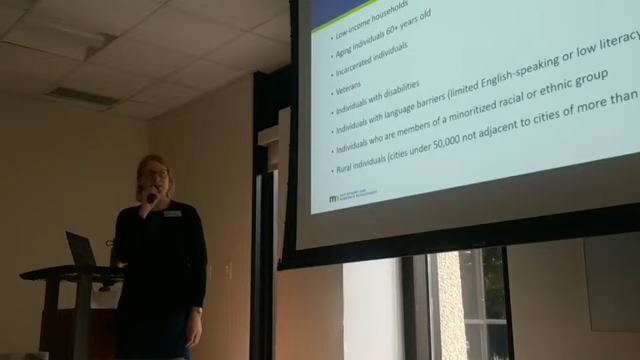 • Low-income households
• Aging individuals 60+ years old
• Incarcerated individuals
• Veterans
• Individuals with disabilities
• Individuals with language barriers (limited English-speaking or low literacy
• Individuals who are members of a minoritized racial or ethnic group
• Rural individuals (cities under 50,000 not adjacent to cities of more than